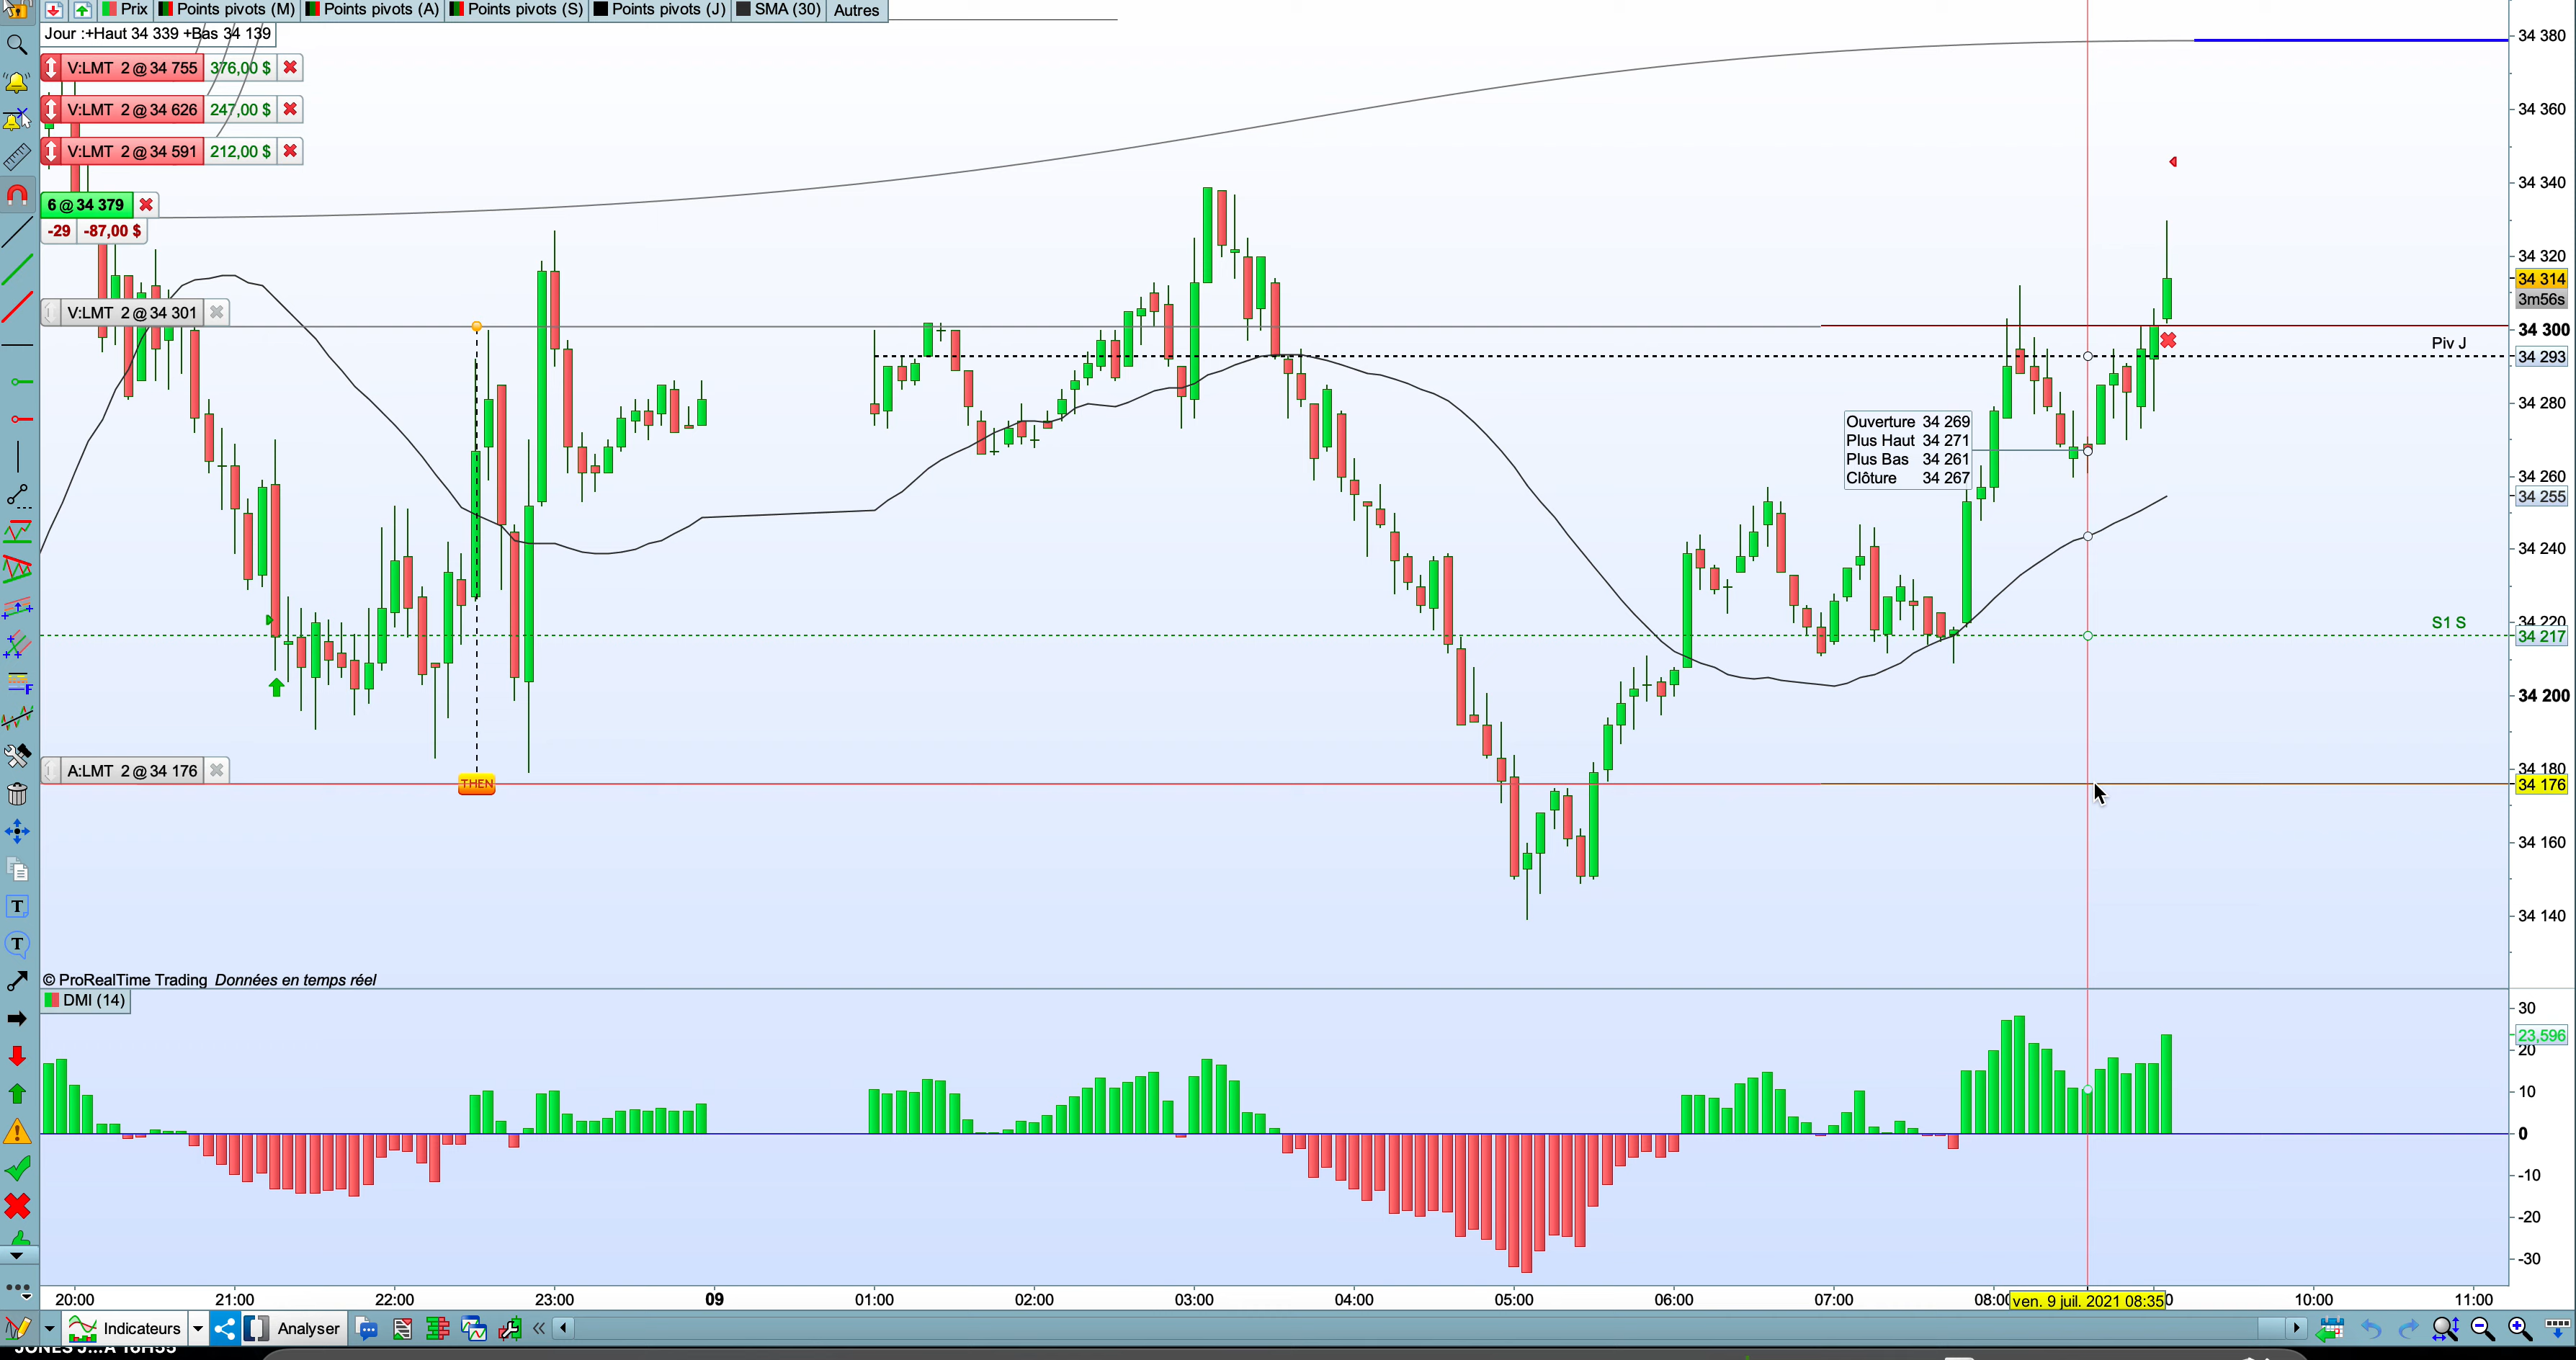 Prix Points pivots (M) Points pivots (A) Points pivots (S) Points pivots (J) SMA (30) Autres
Jour :+Haut 34 339 +Bas 34 139
V:LMT 2 @ 34 755 376,00 $
V:LMT 2 @ 34 626 247,00 $
V:LMT 2 @ 34 591 212,00 $
6 @ 34 379
-29 -87,00 $
V:LMT 2 @ 34 301
A:LMT 2 @ 34 176
THEN
Ouverture 34 269
Plus Haut 34 271
Plus Bas 34 261
Clôture 34 267
Piv J
S1 S
34 380
34 360
34 340
34 320
34 314
3m56s
34 300
34 293
34 280
34 260
34 255
34 240
34 220
34 217
34 200
34 180
34 176
34 160
34 140
© ProRealTime Trading Données en temps réel
DMI (14)
30
23,596
20
10
0
-10
-20
-30
20:00 21:00 22:00 23:00 09 01:00 02:00 03:00 04:00 05:00 06:00 07:00 ven. 9 juil. 2021 08:35 10:00 11:00
Indicateurs Analyser